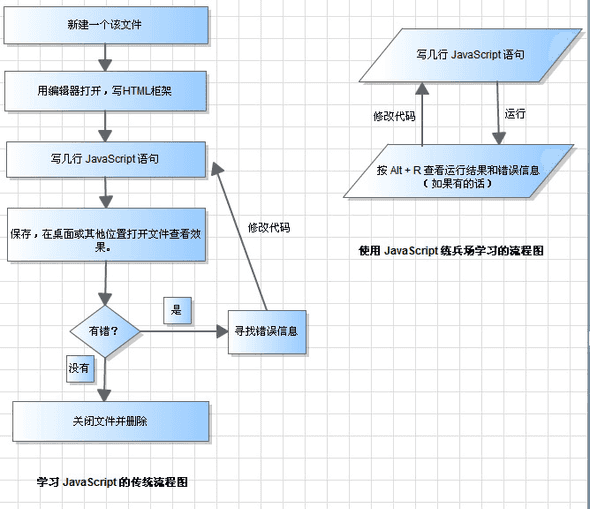 新建一个该文件
用编辑器打开，写HTML框架
写几行 JavaScript 语句
保存，在桌面或其他位置打开文件查看效
果。
修改代码
有错？
是
寻找错误信息
没有
关闭文件并删除
学习 JavaScript 的传统流程图
写几行 JavaScript 语句
修改代码
运行
按 Alt + R 查看运行结果和错误信息
（如果有的话）
使用 JavaScript 练兵场学习的流程图